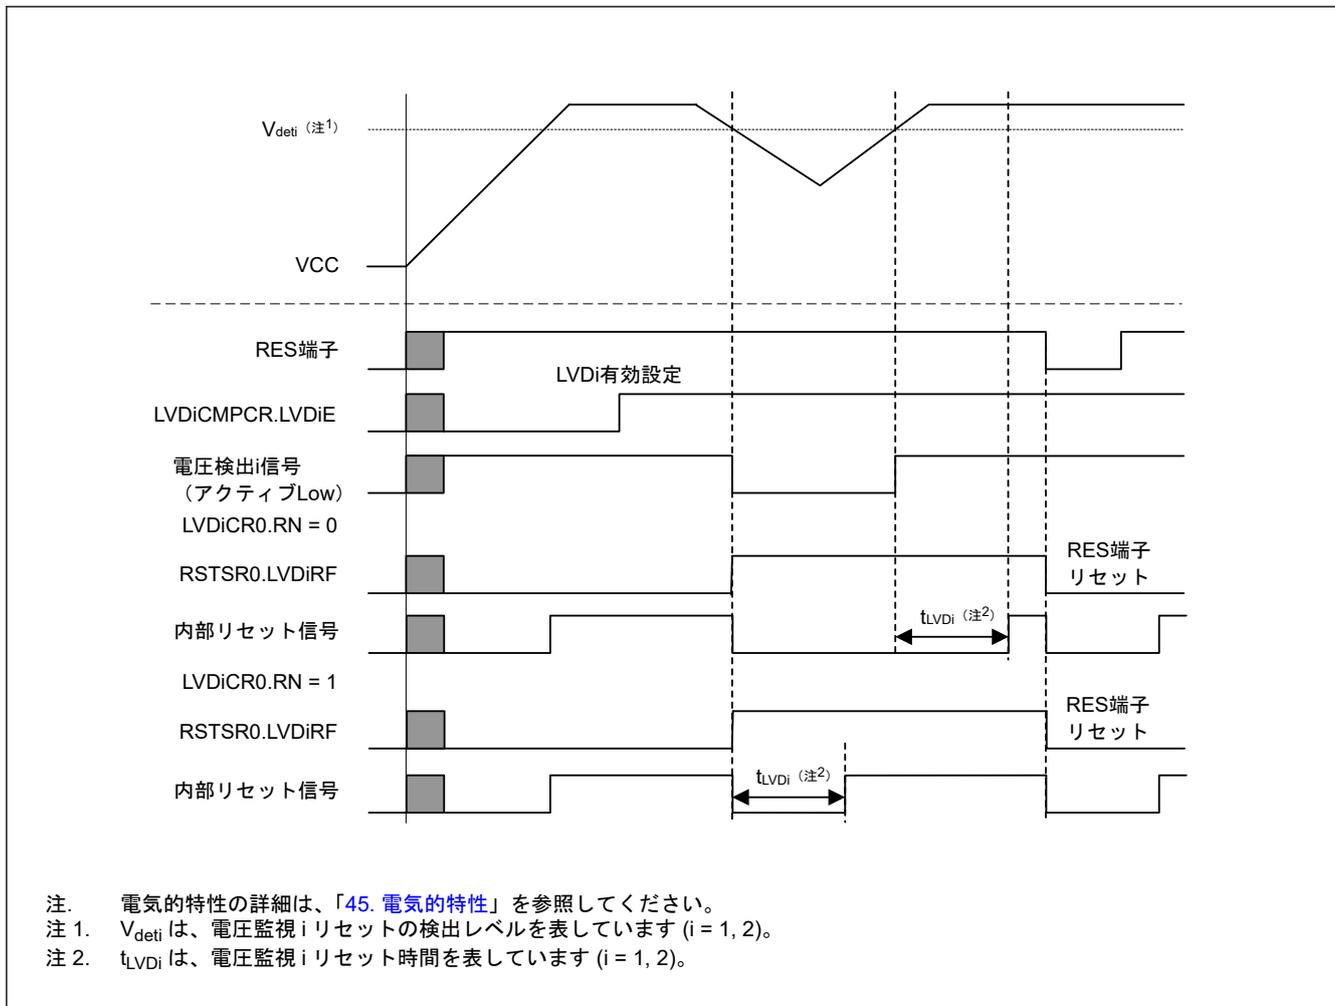 Vdeti（注1）
VCC
RES端子
LVDi有効設定
LVDiCMPCR.LVDiE
電圧検出i信号
（アクティブLow）
LVDiCR0.RN = 0
RES端子
リセット
RSTSR0.LVDiRF
tLVDi（注2）
内部リセット信号
LVDiCR0.RN = 1
RES端子
リセット
RSTSR0.LVDiRF
tLVDi（注2）
内部リセット信号
注. 電気的特性の詳細は、「45. 電気的特性」を参照してください。
注 1. Vdeti は、電圧監視 i リセットの検出レベルを表しています (i = 1, 2)。
注 2. tLVDi は、電圧監視 i リセット時間を表しています (i = 1, 2)。